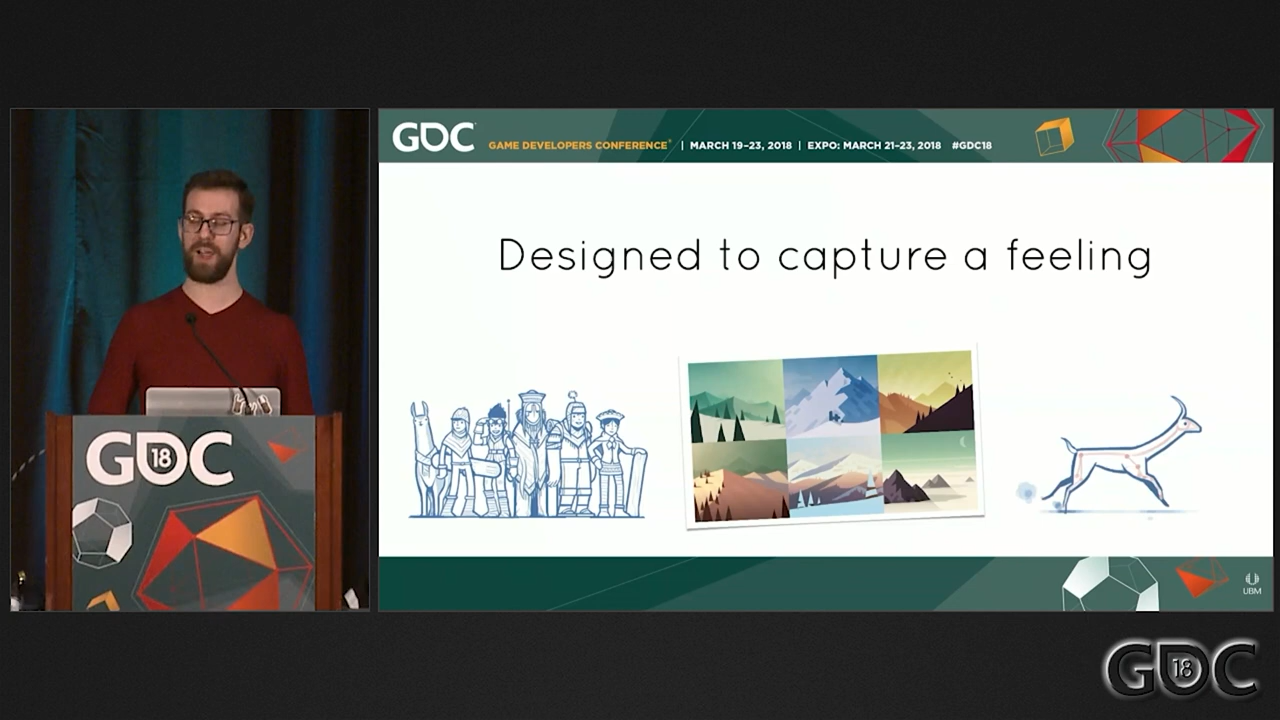 GDC GAME DEVELOPERS CONFERENCE® | MARCH 19–23, 2018 | EXPO: MARCH 21–23, 2018 #GDC18
Designed to capture a feeling
GDC
18
UBM
GDC
18